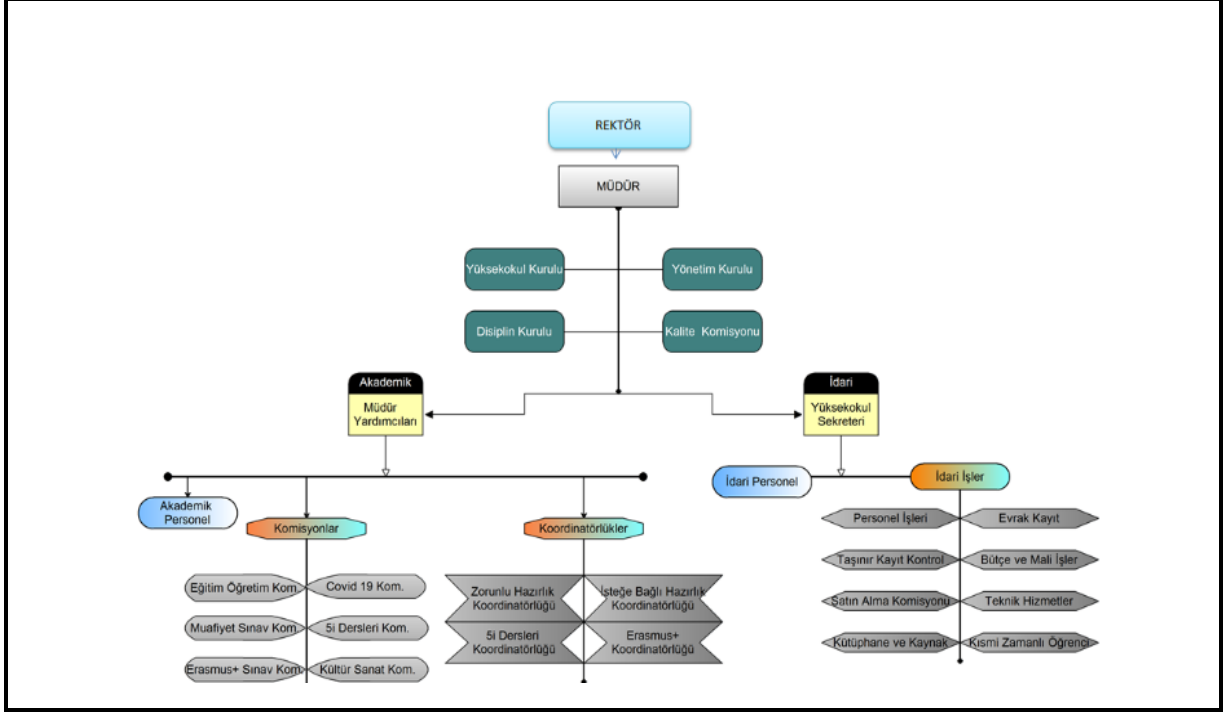 REKTÖR
MÜDÜR
Yüksekokul Kurulu
Yönetim Kurulu
Disiplin Kurulu
Kalite Komisyonu
Akademik
Müdür
Yardımcıları
İdari
Yüksekokul
Sekreteri
Akademik
Personel
Komisyonlar
Koordinatörlükler
İdari Personel
İdari İşler
Eğitim Öğretim Kom.
Covid 19 Kom.
Muafiyet Sınav Kom.
5i Dersleri Kom.
Erasmus+ Sınav Kom.
Kültür Sanat Kom.
Zorunlu Hazırlık
Koordinatörlüğü
İsteğe Bağlı Hazırlık
Koordinatörlüğü
5i Dersleri
Koordinatörlüğü
Erasmus+
Koordinatörlüğü
Personel İşleri
Evrak Kayıt
Taşınır Kayıt Kontrol
Bütçe ve Mali İşler
Satın Alma Komisyonu
Teknik Hizmetler
Kütüphane ve Kaynak
Kısmi Zamanlı Öğrenci